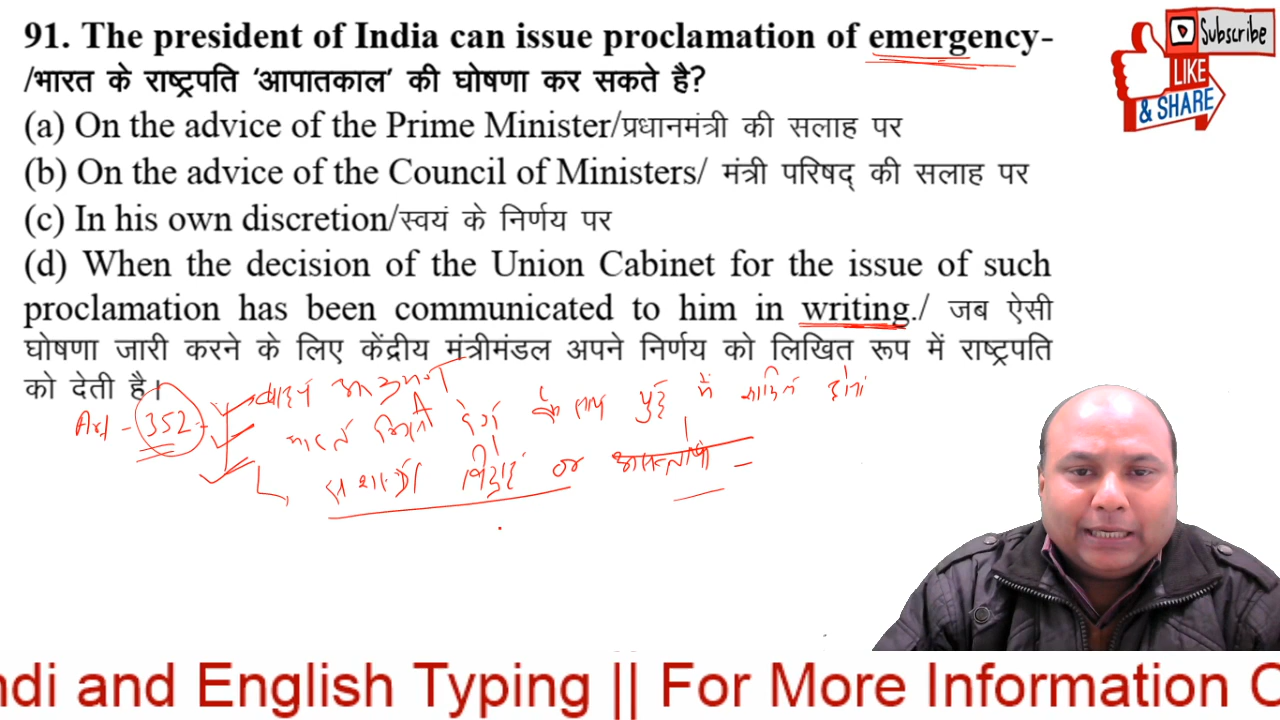 91. The president of India can issue proclamation of emergency-
/भारत के राष्ट्रपति 'आपातकाल' की घोषणा कर सकते है?
(a) On the advice of the Prime Minister/प्रधानमंत्री की सलाह पर
(b) On the advice of the Council of Ministers/ मंत्री परिषद् की सलाह पर
(c) In his own discretion/स्वयं के निर्णय पर
(d) When the decision of the Union Cabinet for the issue of such
proclamation has been communicated to him in writing./ जब ऐसी
घोषणा जारी करने के लिए केंद्रीय मंत्रीमंडल अपने निर्णय को लिखित रूप में राष्ट्रपति
को देती है।
Subscribe
LIKE
& SHARE
Art - 352 -
or
ndi and English Typing || For More Information C